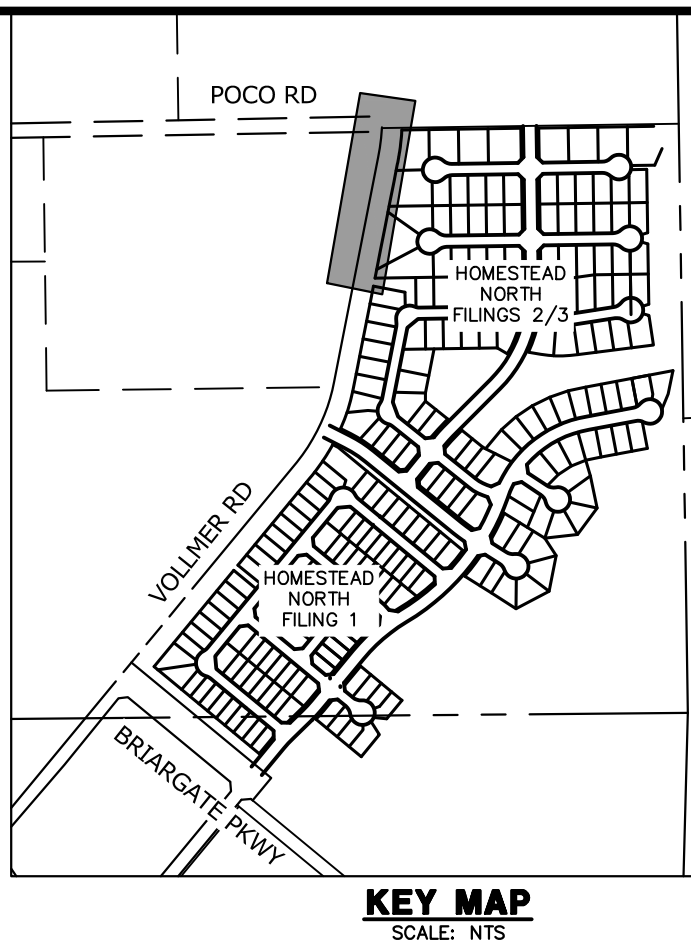 POCO RD
HOMESTEAD
NORTH
FILINGS 2/3
VOLLMER RD
HOMESTEAD
NORTH
FILING 1
BRIARGATE PKWY
KEY MAP
SCALE: NTS